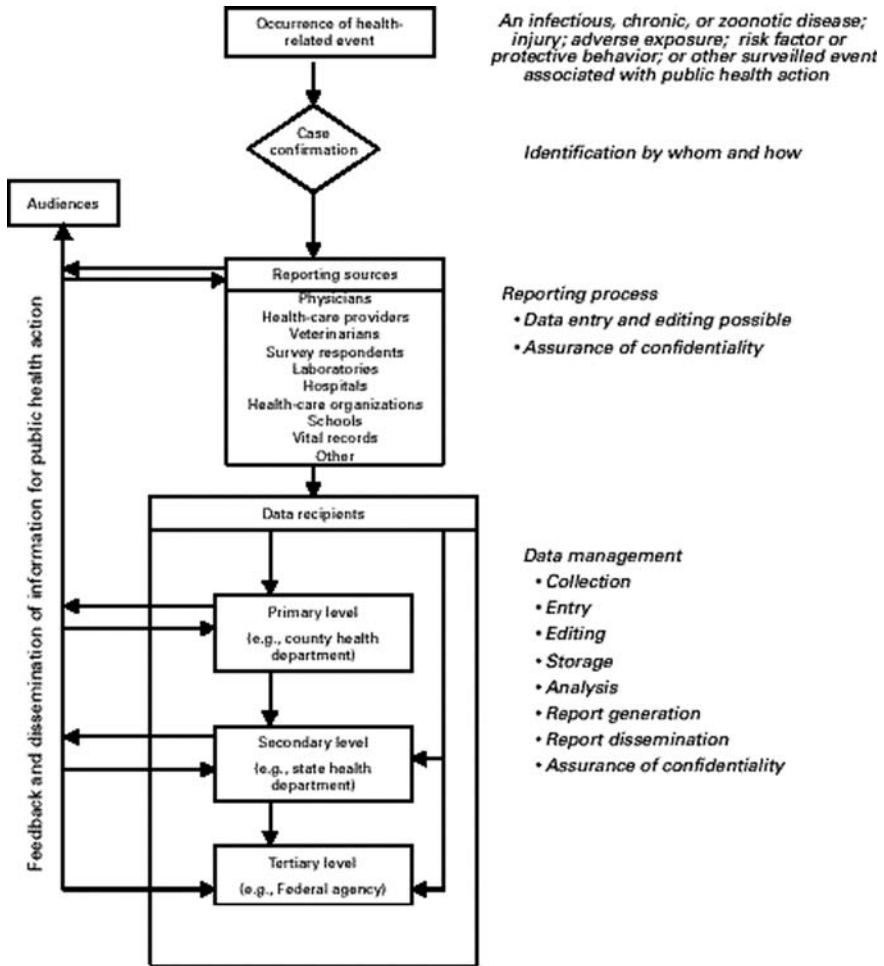 Occurrence of health-
related event
An infectious, chronic, or zoonotic disease;
injury; adverse exposure; risk factor or
protective behavior; or other surveilled event
associated with public health action
Case
confirmation
Identification by whom and how
Audiences
Reporting sources
Physicians
Health-care providers
Veterinarians
Survey respondents
Laboratories
Hospitals
Health-care organizations
Schools
Vital records
Other
Reporting process
• Data entry and editing possible
• Assurance of confidentiality
Feedback and dissemination of information for public health action
Data recipients
Primary level
(e.g., county health
department)
Secondary level
(e.g., state health
department)
Tertiary level
(e.g., Federal agency)
Data management
• Collection
• Entry
• Editing
• Storage
• Analysis
• Report generation
• Report dissemination
• Assurance of confidentiality